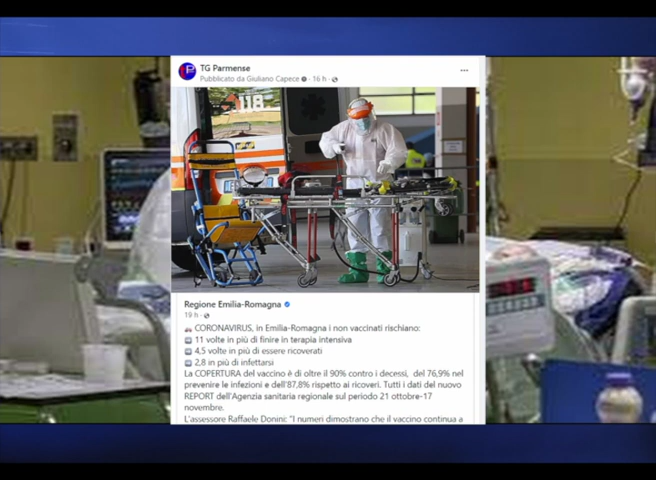 TG Parmense
Pubblicato da Giuliano Capece · 16 h ·
118
Regione Emilia-Romagna
19 h ·
CORONAVIRUS, in Emilia-Romagna i non vaccinati rischiano:
11 volte in più di finire in terapia intensiva
4,5 volte in più di essere ricoverati
2,8 in più di infettarsi
La COPERTURA del vaccino è di oltre il 90% contro i decessi, del 76,9% nel
prevenire le infezioni e dell'87,8% rispetto ai ricoveri. Tutti i dati del nuovo
REPORT dell'Agenzia sanitaria regionale sul periodo 21 ottobre-17
novembre.
L'assessore Raffaele Donini: "I numeri dimostrano che il vaccino continua a